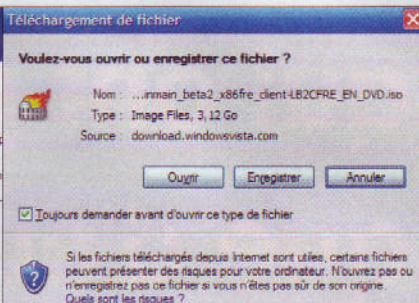 Téléchargement de fichier
Voulez-vous ouvrir ou enregistrer ce fichier ?
Nom : ...inmain_beta2_x86fre_client-LB2CFRE_EN_DVD.iso
Type : Image Files, 3,12 Go
Source : download.windowsvista.com
Ouvrir
Enregistrer
Annuler
Toujours demander avant d'ouvrir ce type de fichier
Si les fichiers téléchargés depuis Internet sont utiles, certains fichiers
peuvent présenter des risques pour votre ordinateur. N'ouvrez pas ou
n'enregistrez pas ce fichier si vous n'êtes pas sûr de son origine.
Quels sont les risques ?